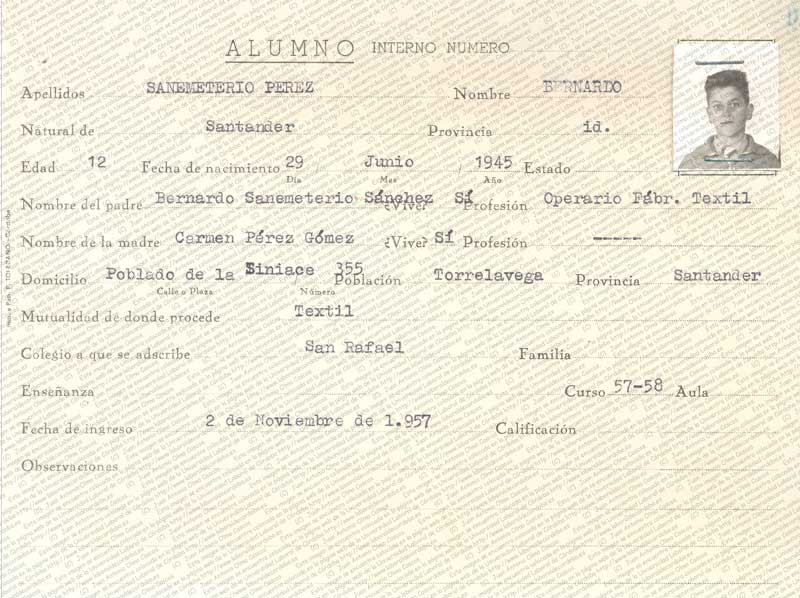 ALUMNO INTERNO NUMERO
Apellidos SANEMETERIO PEREZ Nombre BERNARDO
Natural de Santander Provincia id.
Edad 12 Fecha de nacimiento 29 / Junio / 1945 Estado
Día Mes Año
Nombre del padre Bernardo Sanemeterio Sánchez ¿Vive? Sí Profesión Operario Fábr. Textil
Nombre de la madre Carmen Pérez Gómez ¿Vive? Sí Profesión -----
Domicilio Poblado de la Siniace 355 Población Torrelavega Provincia Santander
Calle o Plaza Número
Mutualidad de donde procede Textil
Colegio a que se adscribe San Rafael Familia
Enseñanza Curso 57-58 Aula
Fecha de ingreso 2 de Noviembre de 1.957 Calificación
Observaciones